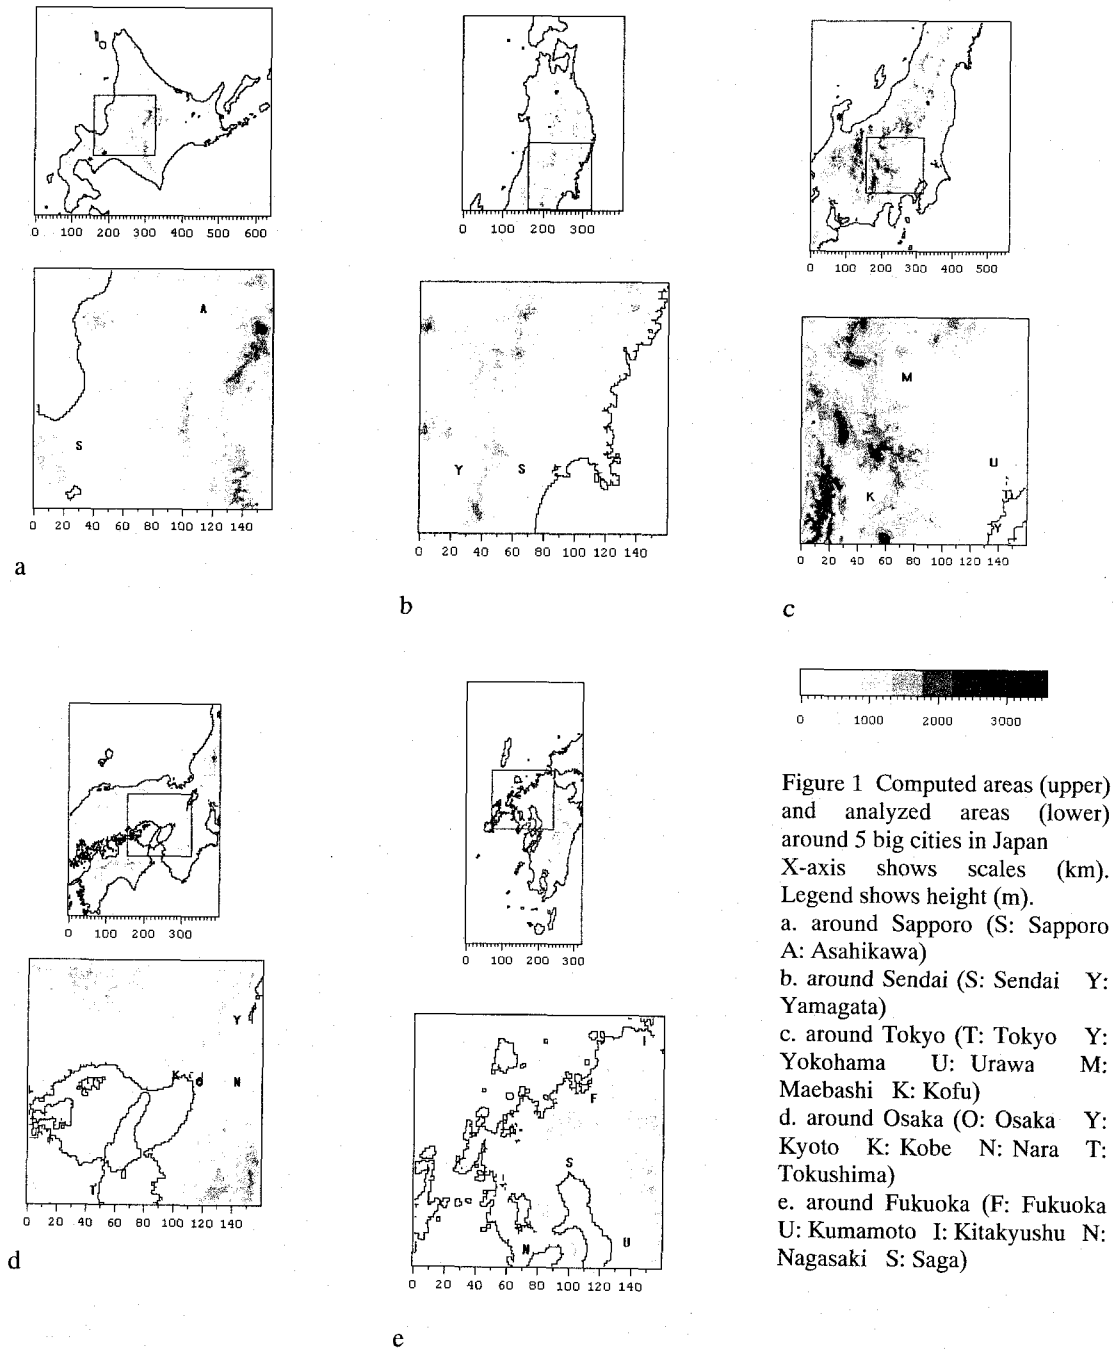 0 100 200 300 400 500 600
0 100 200 300
0 100 200 300 400 500
A
S
0 20 40 60 80 100 120 140
a
Y S
0 20 40 60 80 100 120 140
b
M
U
K
T
Y
0 20 40 60 80 100 120 140
c
0 100 200 300
0 100 200 300
0 1000 2000 3000
Y
K
N
T
0 20 40 60 80 100 120 140
d
I
F
S
N
U
0 20 40 60 80 100 120 140
e
Figure 1 Computed areas (upper)
and analyzed areas (lower)
around 5 big cities in Japan
X-axis shows scales (km).
Legend shows height (m).
a. around Sapporo (S: Sapporo
A: Asahikawa)
b. around Sendai (S: Sendai Y:
Yamagata)
c. around Tokyo (T: Tokyo Y:
Yokohama U: Urawa M:
Maebashi K: Kofu)
d. around Osaka (O: Osaka Y:
Kyoto K: Kobe N: Nara T:
Tokushima)
e. around Fukuoka (F: Fukuoka
U: Kumamoto I: Kitakyushu N:
Nagasaki S: Saga)